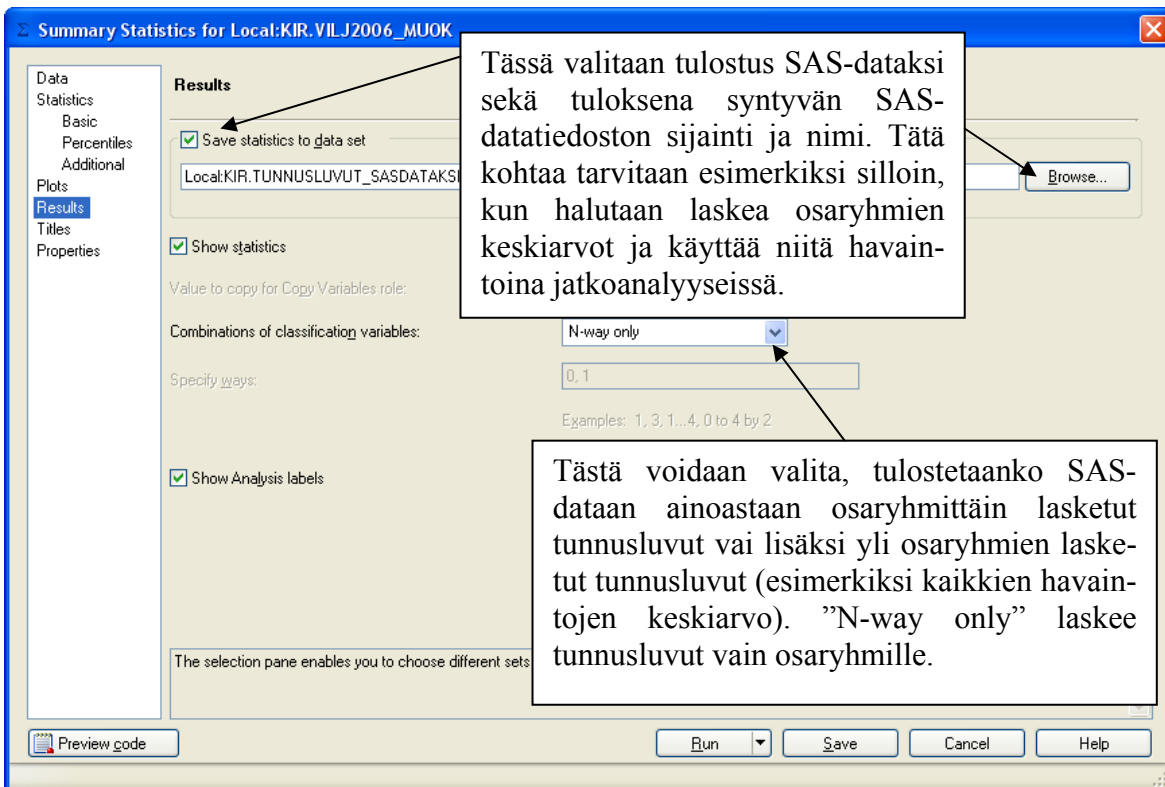 Σ Summary Statistics for Local:KIR.VILJ2006_MUOK
Data
Statistics
Basic
Percentiles
Additional
Plots
Results
Titles
Properties
Results
Save statistics to data set
Local:KIR.TUNNUSLUVUT_SASDATAKSI
Browse...
Show statistics
Value to copy for Copy Variables role:
Combinations of classification variables:
N-way only
Specify ways:
0, 1
Examples: 1, 3, 1...4, 0 to 4 by 2
Show Analysis labels
The selection pane enables you to choose different sets
Preview code
Run
Save
Cancel
Help
Tässä valitaan tulostus SAS-dataksi
sekä tuloksena syntyvän SAS-
datatiedoston sijainti ja nimi. Tätä
kohtaa tarvitaan esimerkiksi silloin,
kun halutaan laskea osaryhmien
keskiarvot ja käyttää niitä havain-
toina jatkoanalyyseissä.
Tästä voidaan valita, tulostetaanko SAS-
dataan ainoastaan osaryhmittäin lasketut
tunnusluvut vai lisäksi yli osaryhmien laske-
tut tunnusluvut (esimerkiksi kaikkien havain-
tojen keskiarvo). ”N-way only” laskee
tunnusluvut vain osaryhmille.